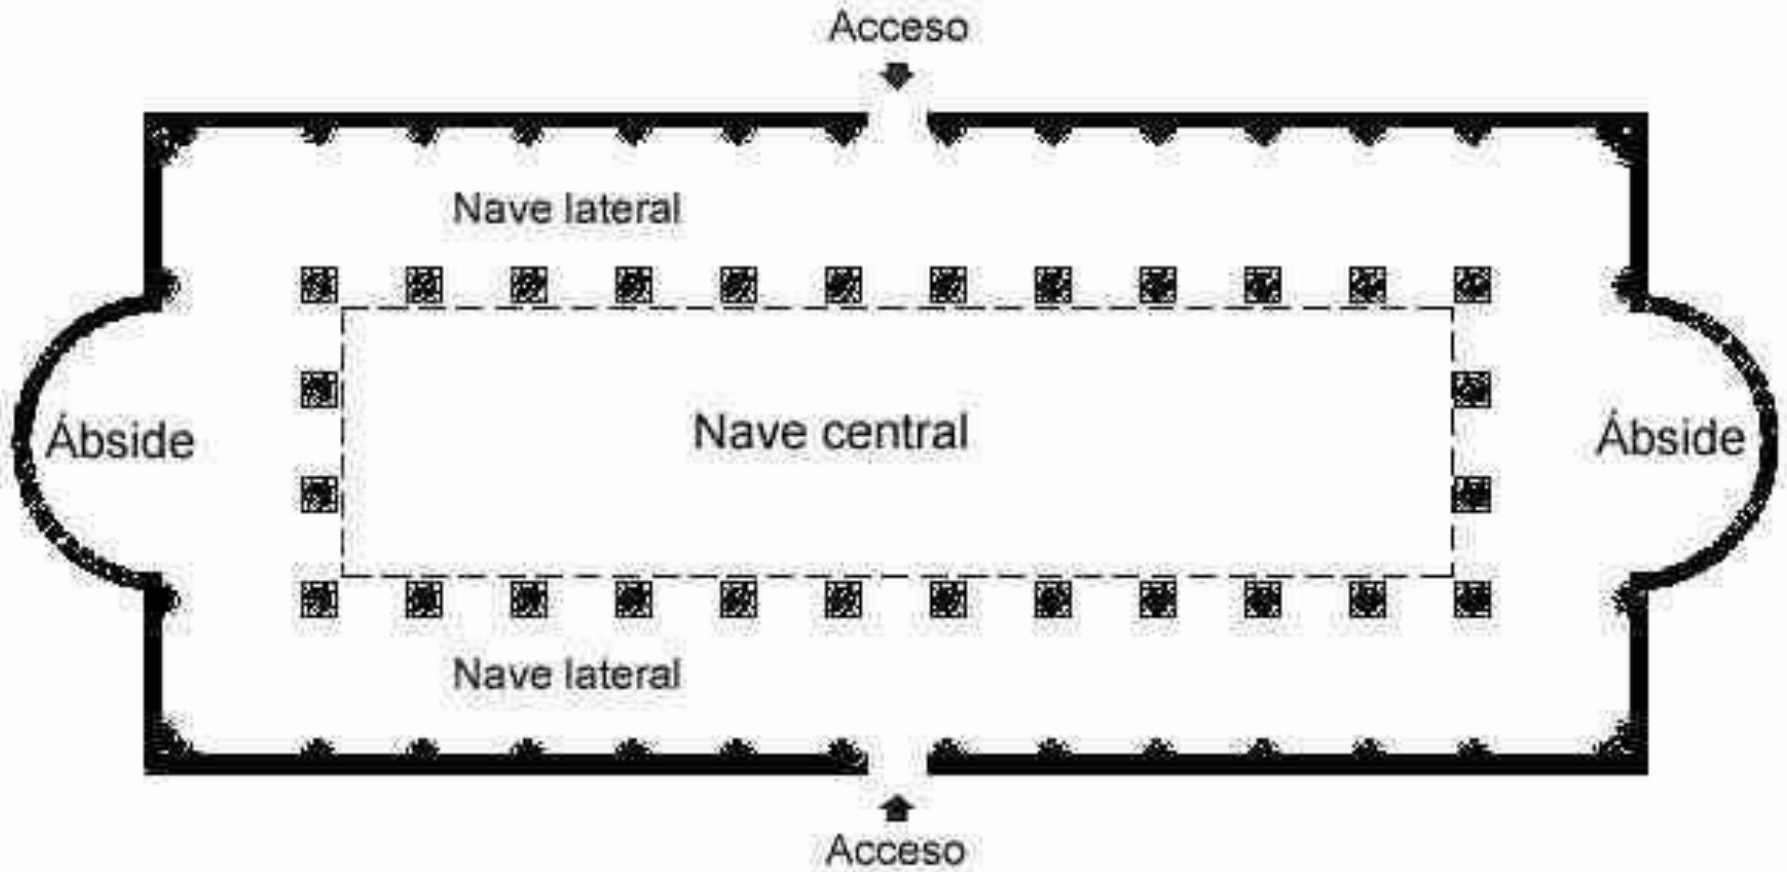 Acceso
Nave lateral
Ábside
Nave central
Ábside
Nave lateral
Acceso